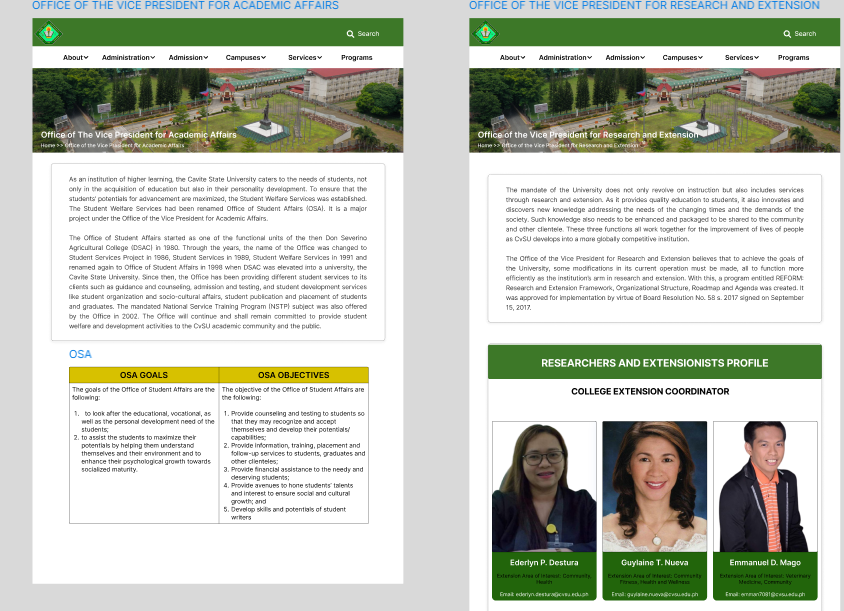 OFFICE OF THE VICE PRESIDENT FOR ACADEMIC AFFAIRS
Search
About
Administration
Admission
Campuses
Services
Programs
Office of The Vice President for Academic Affairs
Home >> Office of the Vice President for Academic Affairs
As an institution of higher learning, the Cavite State University caters to the needs of students, not
only in the acquisition of education but also in their personality development. To ensure that the
students' potentials for advancement are maximized, the Student Welfare Services was established.
The Student Welfare Services had been renamed Office of Student Affairs (OSA). It is a major
project under the Office of the Vice President for Academic Affairs.
The Office of Student Affairs started as one of the functional units of the then Don Severino
Agricultural College (DSAC) in 1980. Through the years, the name of the Office was changed to
Student Services Project in 1986, Student Services in 1989, Student Welfare Services in 1991 and
renamed again to Office of Student Affairs in 1998 when DSAC was elevated into a university, the
Cavite State University. Since then, the Office has been providing different student services to its
clients such as guidance and counseling, admission and testing, and student development services
like student organization and socio-cultural affairs, student publication and placement of students
and graduates. The mandated National Service Training Program (NSTP) subject was also offered
by the Office in 2002. The Office will continue and shall remain committed to provide student
welfare and development activities to the CvSU academic community and the public.
OSA
OSA GOALS
The goals of the Office of Student Affairs are the
following:
1. to look after the educational, vocational, as
well as the personal development need of the
students;
2. to assist the students to maximize their
potentials by helping them understand
themselves and their environment and to
enhance their psychological growth towards
socialized maturity.
OSA OBJECTIVES
The objective of the Office of Student Affairs are
the following:
1. Provide counseling and testing to students so
that they may recognize and accept
themselves and develop their potentials/
capabilities;
2. Provide information, training, placement and
follow-up services to students, graduates and
other clienteles;
3. Provide financial assistance to the needy and
deserving students;
4. Provide avenues to hone students' talents
and interest to ensure social and cultural
growth; and
5. Develop skills and potentials of student
writers
OFFICE OF THE VICE PRESIDENT FOR RESEARCH AND EXTENSION
Search
About
Administration
Admission
Campuses
Services
Programs
Office of the Vice President for Research and Extension
Home >> Office of the Vice President for Research and Extension
The mandate of the University does not only revolve on instruction but also includes services
through research and extension. As it provides quality education to students, it also innovates and
discovers new knowledge addressing the needs of the changing times and the demands of the
society. Such knowledge also needs to be enhanced and packaged to be shared to the community
and other clientele. These three functions all work together for the improvement of lives of people
as CvSU develops into a more globally competitive institution.
The Office of the Vice President for Research and Extension believes that to achieve the goals of
the University, some modifications in its current operation must be made, all to function more
efficiently as the institution's arm in research and extension. With this, a program entitled REFORM:
Research and Extension Framework, Organizational Structure, Roadmap and Agenda was created. It
was approved for implementation by virtue of Board Resolution No. 58 s. 2017 signed on September
15, 2017.
RESEARCHERS AND EXTENSIONISTS PROFILE
COLLEGE EXTENSION COORDINATOR
Ederlyn P. Destura
Extension Area of Interest: Community,
Health
Email: ederlyn.destura@cvsu.edu.ph
Guylaine T. Nueva
Extension Area of Interest: Community
Fitness, Health and Wellness
Email: guylaine.nueva@cvsu.edu.ph
Emmanuel D. Mago
Extension Area of Interest: Veterinary
Medicine, Community
Email: emman7081@cvsu.edu.ph